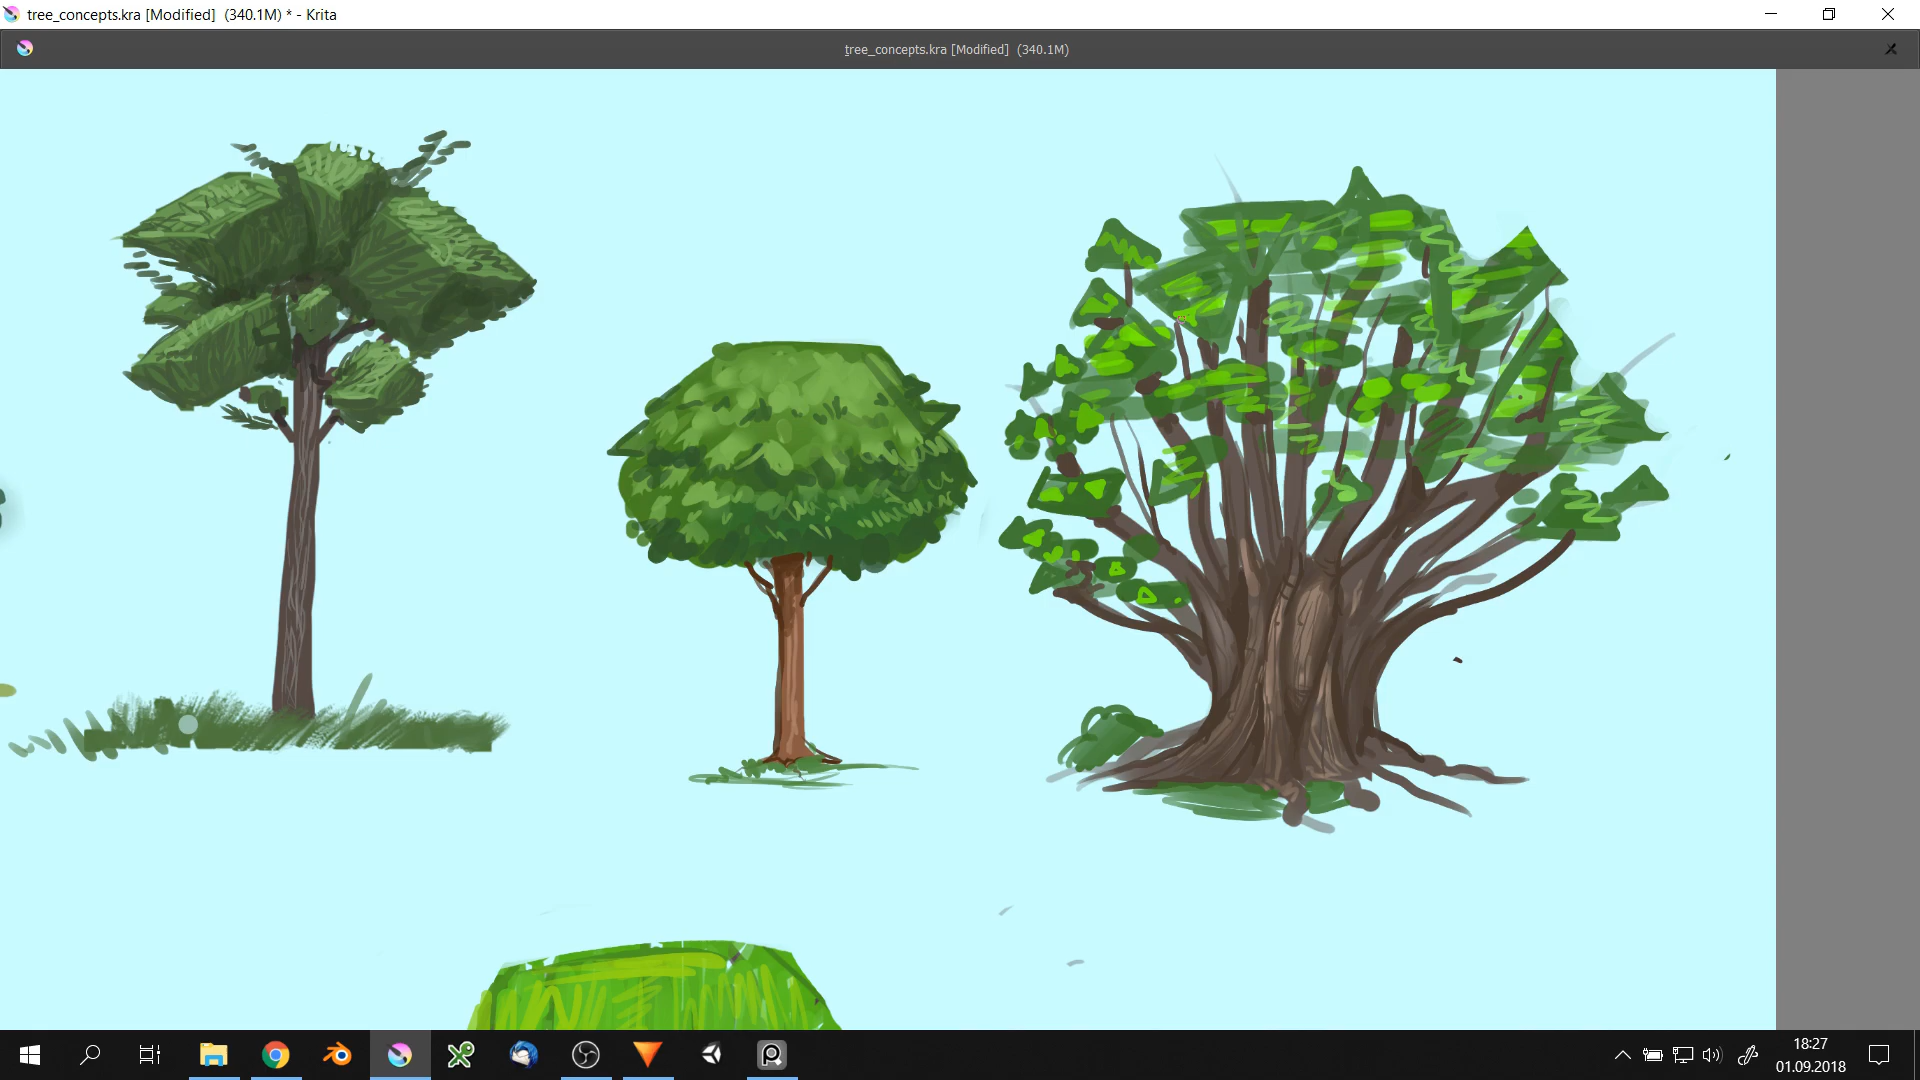 tree_concepts.kra [Modified]  (340.1M) * - Krita
tree_concepts.kra [Modified]  (340.1M)
18:27
01.09.2018